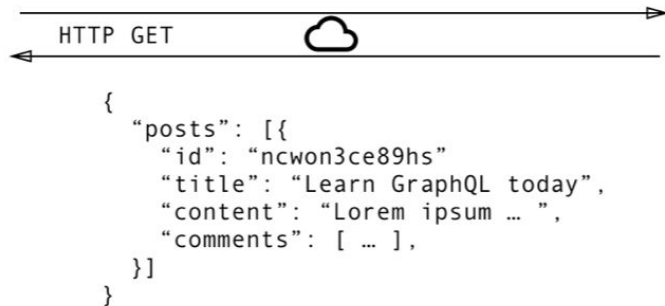 HTTP GET
{
“posts”: [{
“id”: “ncwon3ce89hs”
“title”: “Learn GraphQL today”,
“content”: “Lorem ipsum … ”,
“comments”: [ … ],
}]
}